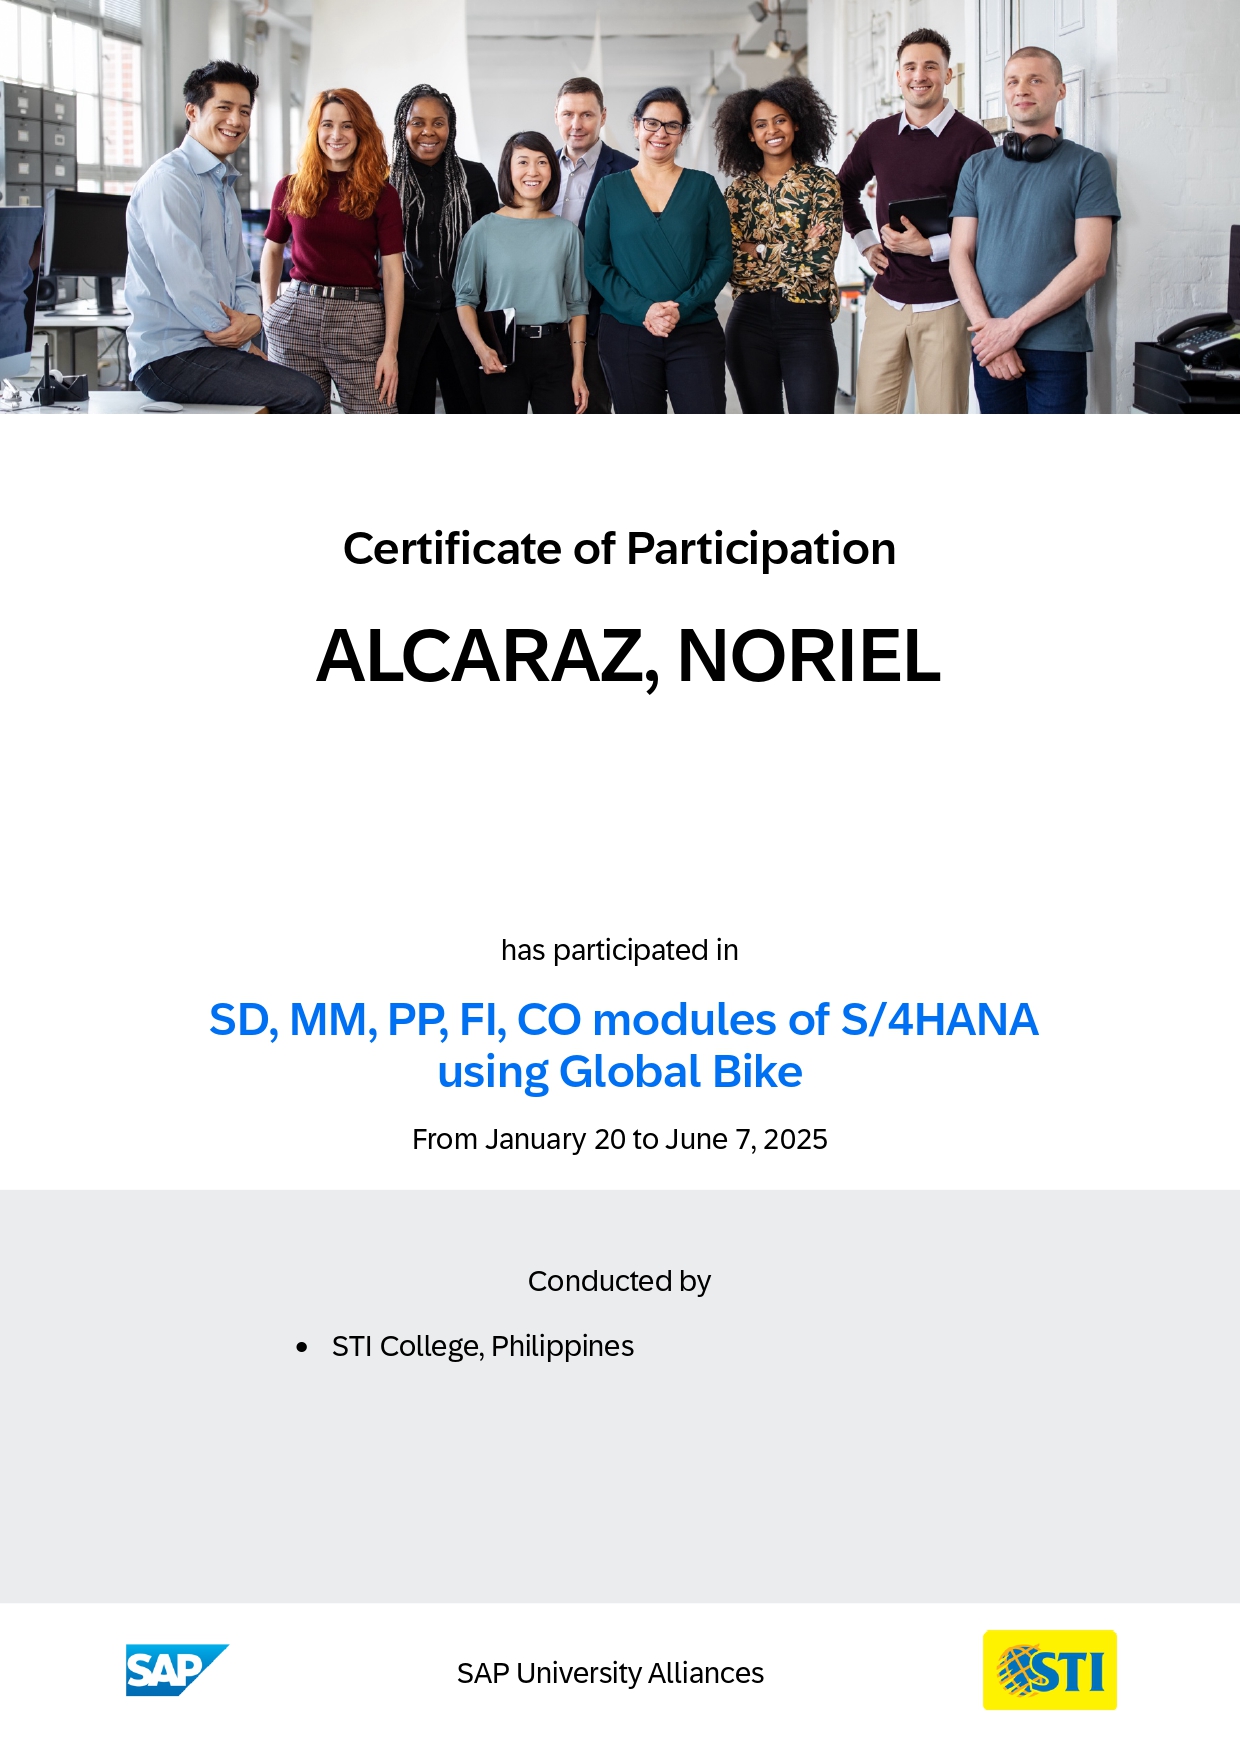 Certificate of Participation
ALCARAZ, NORIEL
has participated in
SD, MM, PP, FI, CO modules of S/4HANA
using Global Bike
From January 20 to June 7, 2025
Conducted by
• STI College, Philippines
SAP
SAP University Alliances
STI